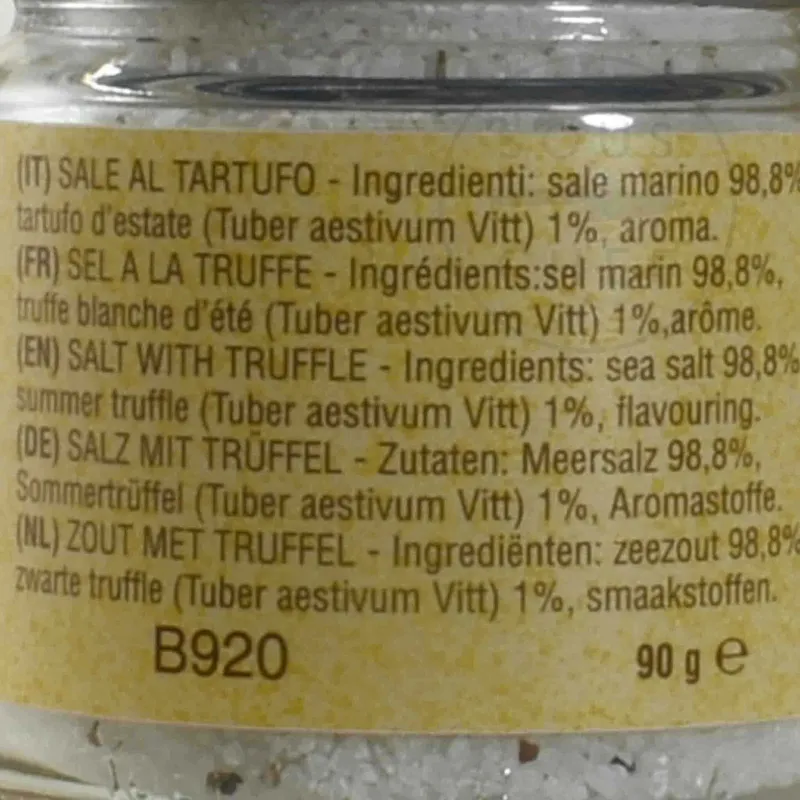 (IT) SALE AL TARTUFO - Ingredienti: sale marino 98,8%
tartufo d'estate (Tuber aestivum Vitt) 1%, aroma.
(FR) SEL A LA TRUFFE - Ingrédients:sel marin 98,8%,
truffe blanche d'été (Tuber aestivum Vitt) 1%,arôme.
(EN) SALT WITH TRUFFLE - Ingredients: sea salt 98,8%
summer truffle (Tuber aestivum Vitt) 1%, flavouring.
(DE) SALZ MIT TRÜFFEL - Zutaten: Meersalz 98,8%,
Sommertrüffel (Tuber aestivum Vitt) 1%, Aromastoffe.
(NL) ZOUT MET TRUFFEL - Ingrediënten: zeezout 98,8%
zwarte truffle (Tuber aestivum Vitt) 1%, smaakstoffen.
B920 90 g e